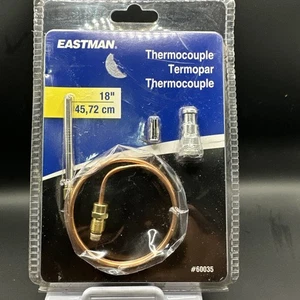 EASTMAN.
Thermocouple
Termopar
Thermocouple
18"
45,72 cm
#60035